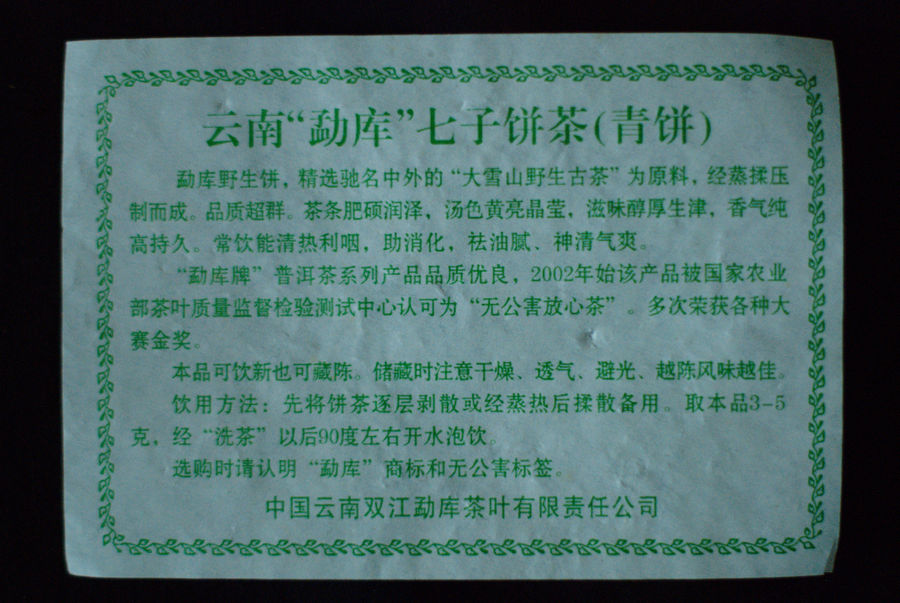 云南“勐库”七子饼茶(青饼)
勐库野生饼，精选驰名中外的“大雪山野生古茶”为原料，经蒸揉压
制而成。品质超群。茶条肥硕润泽，汤色黄亮晶莹，滋味醇厚生津，香气纯
高持久。常饮能清热利咽，助消化，祛油腻、神清气爽。
“勐库牌”普洱茶系列产品品质优良，2002年始该产品被国家农业
部茶叶质量监督检验测试中心认可为“无公害放心茶”。多次荣获各种大
赛金奖。
本品可饮新也可藏陈。储藏时注意干燥、透气、避光、越陈风味越佳。
饮用方法：先将饼茶逐层剥散或经蒸热后揉散备用。取本品3-5
克，经“洗茶”以后90度左右开水泡饮。
选购时请认明“勐库”商标和无公害标签。
中国云南双江勐库茶叶有限责任公司